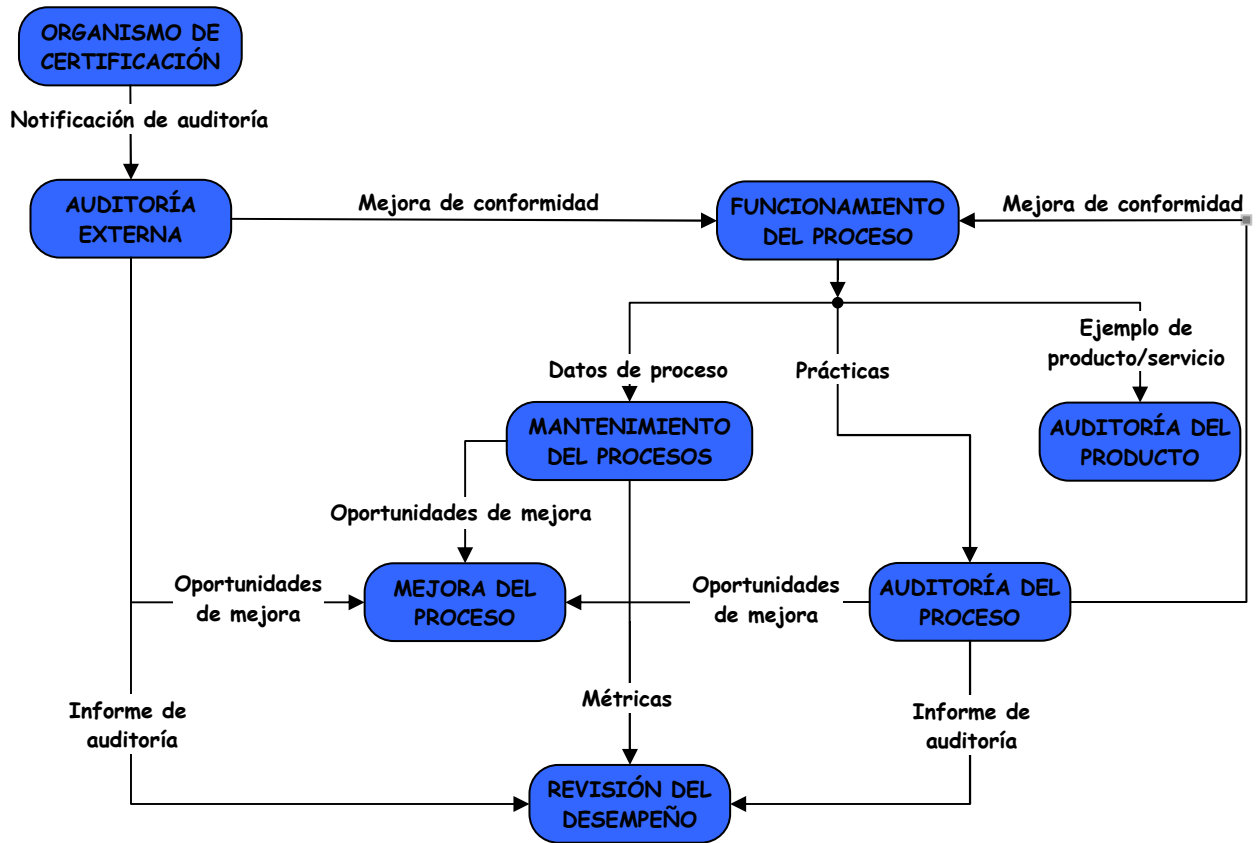 ORGANISMO DE
CERTIFICACIÓN
Notificación de auditoría
AUDITORÍA
EXTERNA
Mejora de conformidad
FUNCIONAMIENTO
DEL PROCESO
Mejora de conformidad
Datos de proceso
Prácticas
Ejemplo de
producto/servicio
MANTENIMIENTO
DEL PROCESOS
AUDITORÍA DEL
PRODUCTO
Oportunidades de mejora
Oportunidades
de mejora
MEJORA DEL
PROCESO
Oportunidades
de mejora
AUDITORÍA DEL
PROCESO
Informe de
auditoría
Métricas
Informe de
auditoría
REVISIÓN DEL
DESEMPEÑO